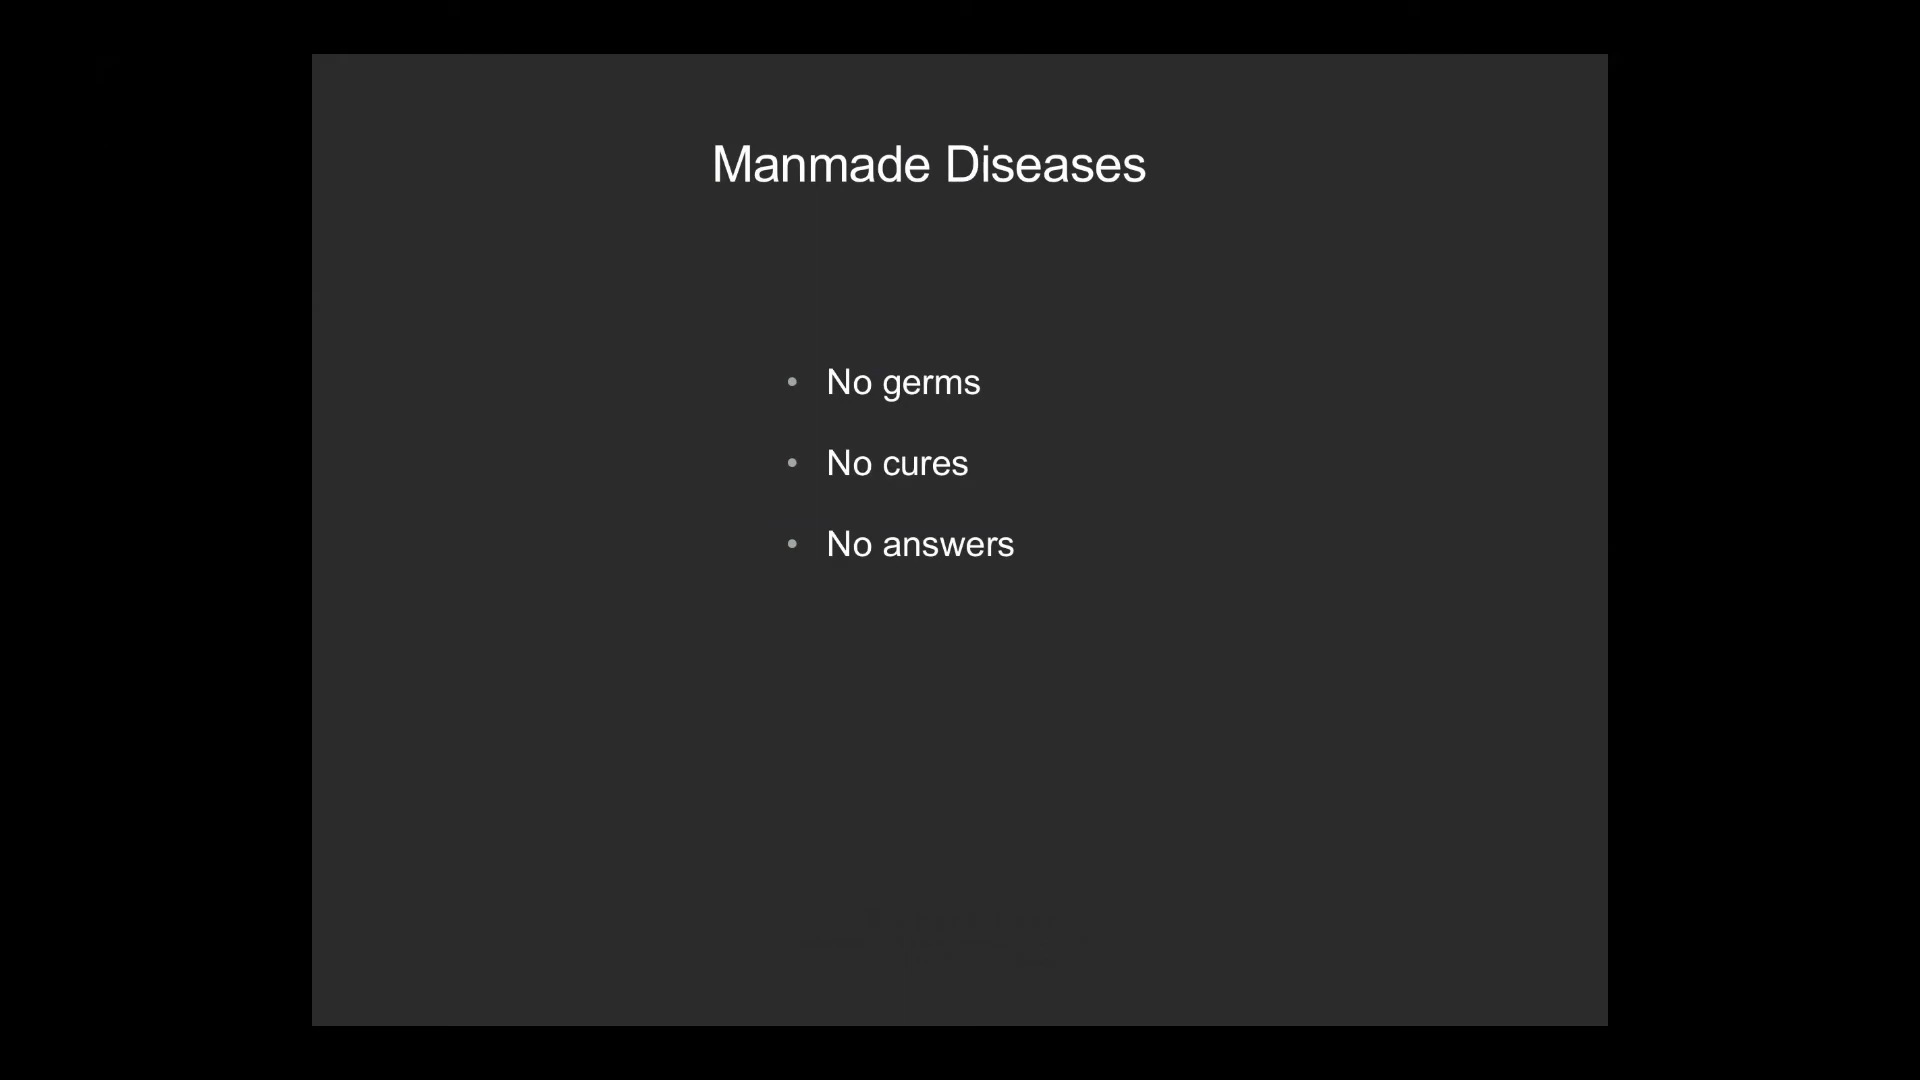 Manmade Diseases
• No germs
• No cures
• No answers